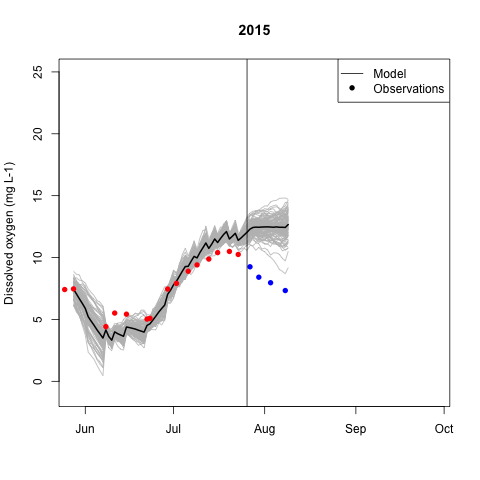 2015
Model
Observations
Dissolved oxygen (mg L-1)
25
20
15
10
5
0
Jun
Jul
Aug
Sep
Oct